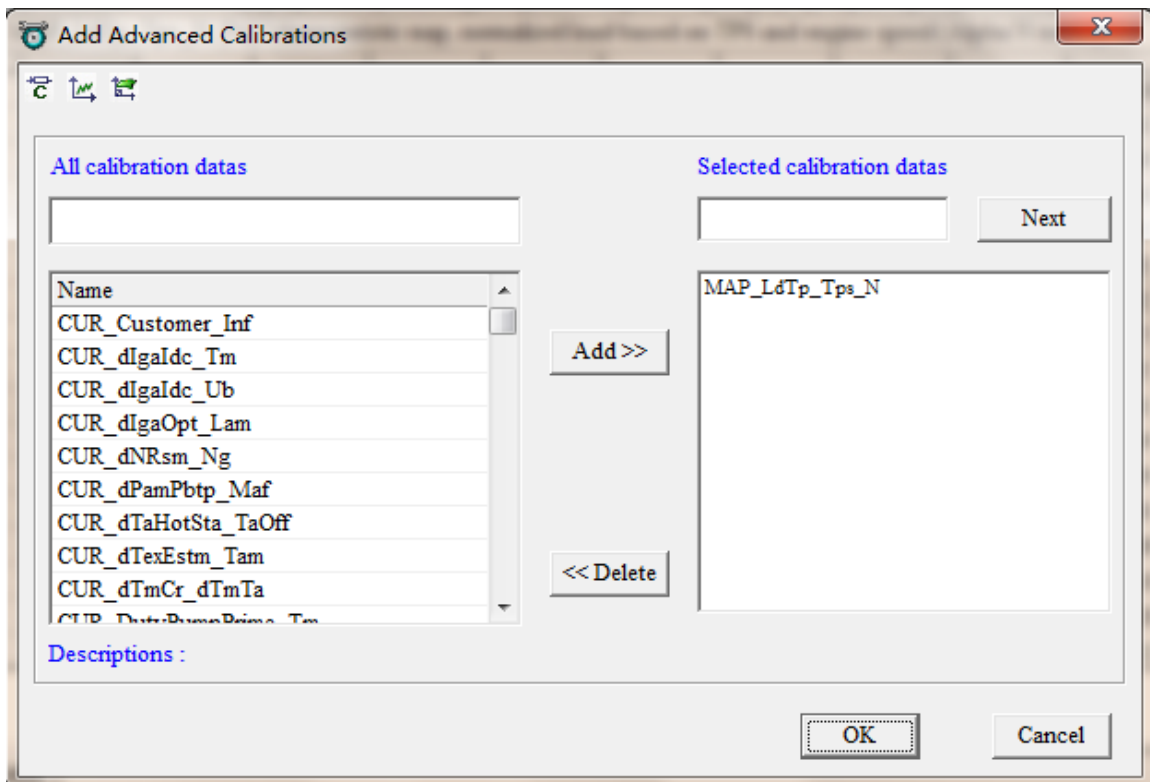 Add Advanced Calibrations
All calibration datas
Selected calibration datas
Next
Name
CUR_Customer_Inf
CUR_dIgaIdc_Tm
CUR_dIgaIdc_Ub
CUR_dIgaOpt_Lam
CUR_dNRsm_Ng
CUR_dPamPbtp_Maf
CUR_dTaHotSta_TaOff
CUR_dTexEstm_Tam
CUR_dTmCr_dTmTa
CUR_DutyPumpPrime_Tm
MAP_LdTp_Tps_N
Add >>
<< Delete
Descriptions :
OK
Cancel